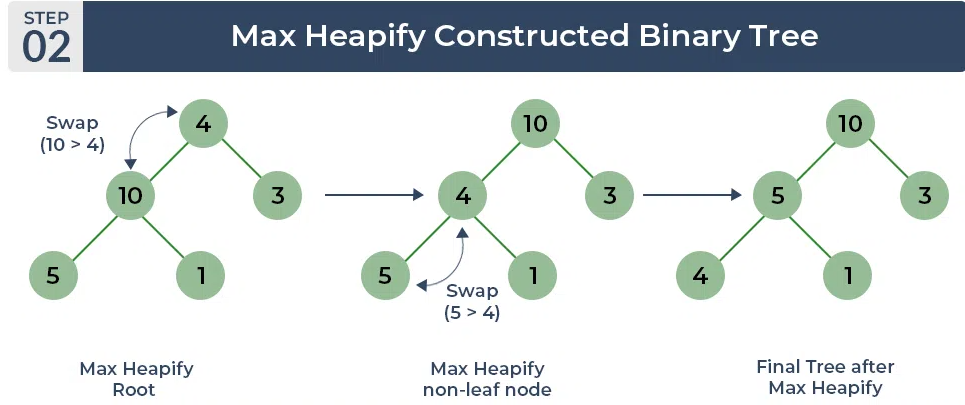 STEP
02
Max Heapify Constructed Binary Tree
Swap
(10 > 4)
4
10
3
5
1
10
4
3
5
1
Swap
(5 > 4)
10
5
3
4
1
Max Heapify
Root
Max Heapify
non-leaf node
Final Tree after
Max Heapify